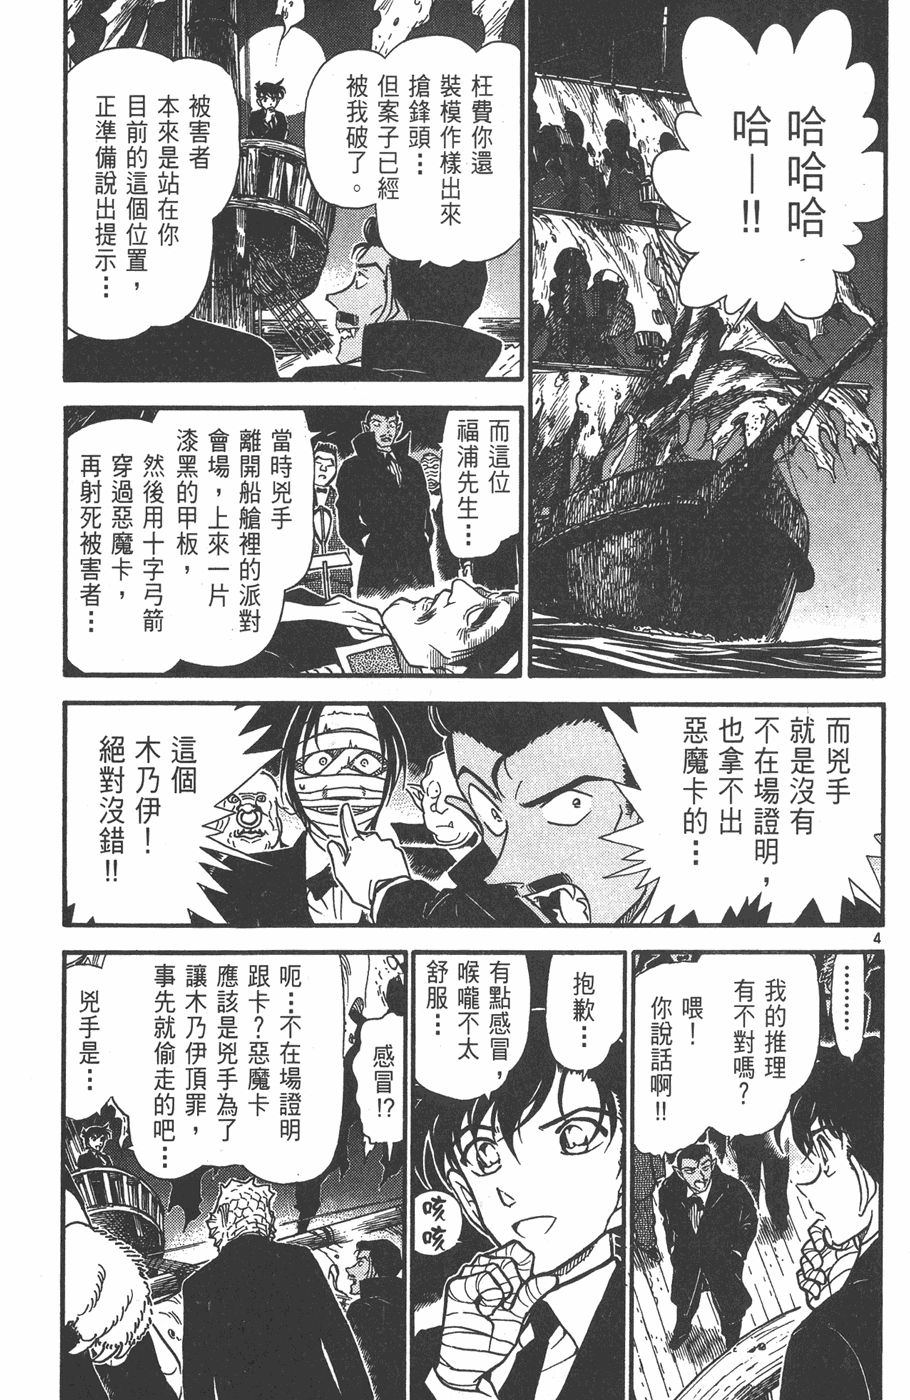 哈哈哈
哈—!!
枉費你還
裝模作樣出來
搶鋒頭…
但案子已經
被我破了。
被害者
本來是站在你
目前的這個位置,
正準備說出提示…
而這位
福浦先生…
當時兇手
離開船艙裡的派對
會場,上來一片
漆黑的甲板,
然後用十字弓箭
穿過惡魔卡,
再射死被害者…
而兇手
就是沒有
不在場證明,
也拿不出
惡魔卡的…
這個
木乃伊!
絕對沒錯!!
4
………
我的推理
有不對嗎?
喂!
你說話啊!!
抱歉…
有點感冒,
喉嚨不太
舒服…
咳咳
感冒!?
呃…不在場證明
跟卡?惡魔卡
應該是兇手為了
讓木乃伊頂罪,
事先就偷走的吧…
兇手是…